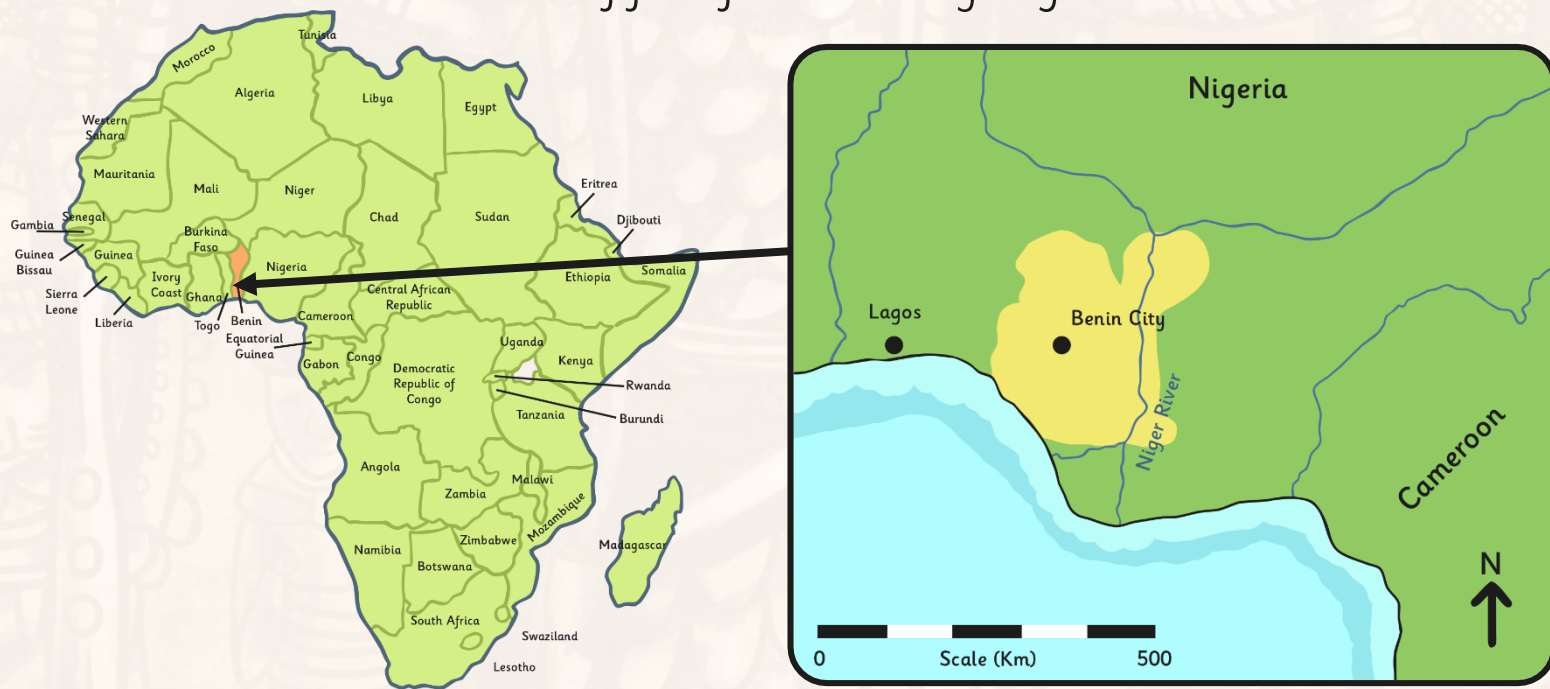 Tunisia
Morocco
Algeria
Libya
Egypt
Western
Sahara
Mauritania
Mali
Niger
Chad
Sudan
Eritrea
Djibouti
Senegal
Gambia
Guinea
Bissau
Guinea
Burkina
Faso
Sierra
Leone
Liberia
Ivory
Coast
Ghana
Togo
Benin
Nigeria
Ethiopia
Somalia
Central African
Republic
Cameroon
Equatorial
Guinea
Gabon
Congo
Democratic
Republic of
Congo
Uganda
Kenya
Rwanda
Burundi
Tanzania
Angola
Zambia
Malawi
Mozambique
Zimbabwe
Namibia
Botswana
Madagascar
South Africa
Swaziland
Lesotho
Nigeria
Lagos
Benin City
Niger River
Cameroon
N
0
Scale (Km)
500